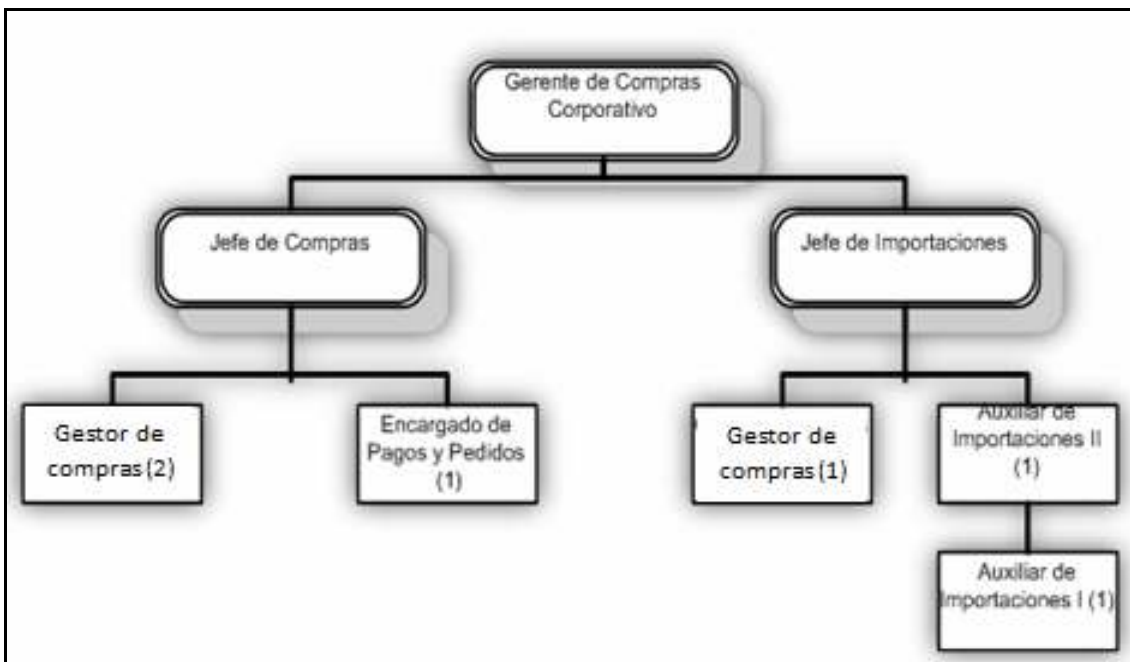 Gerente de Compras
Corporativo
Jefe de Compras
Jefe de Importaciones
Gestor de
compras (2)
Encargado de
Pagos y Pedidos
(1)
Gestor de
compras (1)
Auxiliar de
Importaciones II
(1)
Auxiliar de
Importaciones I (1)